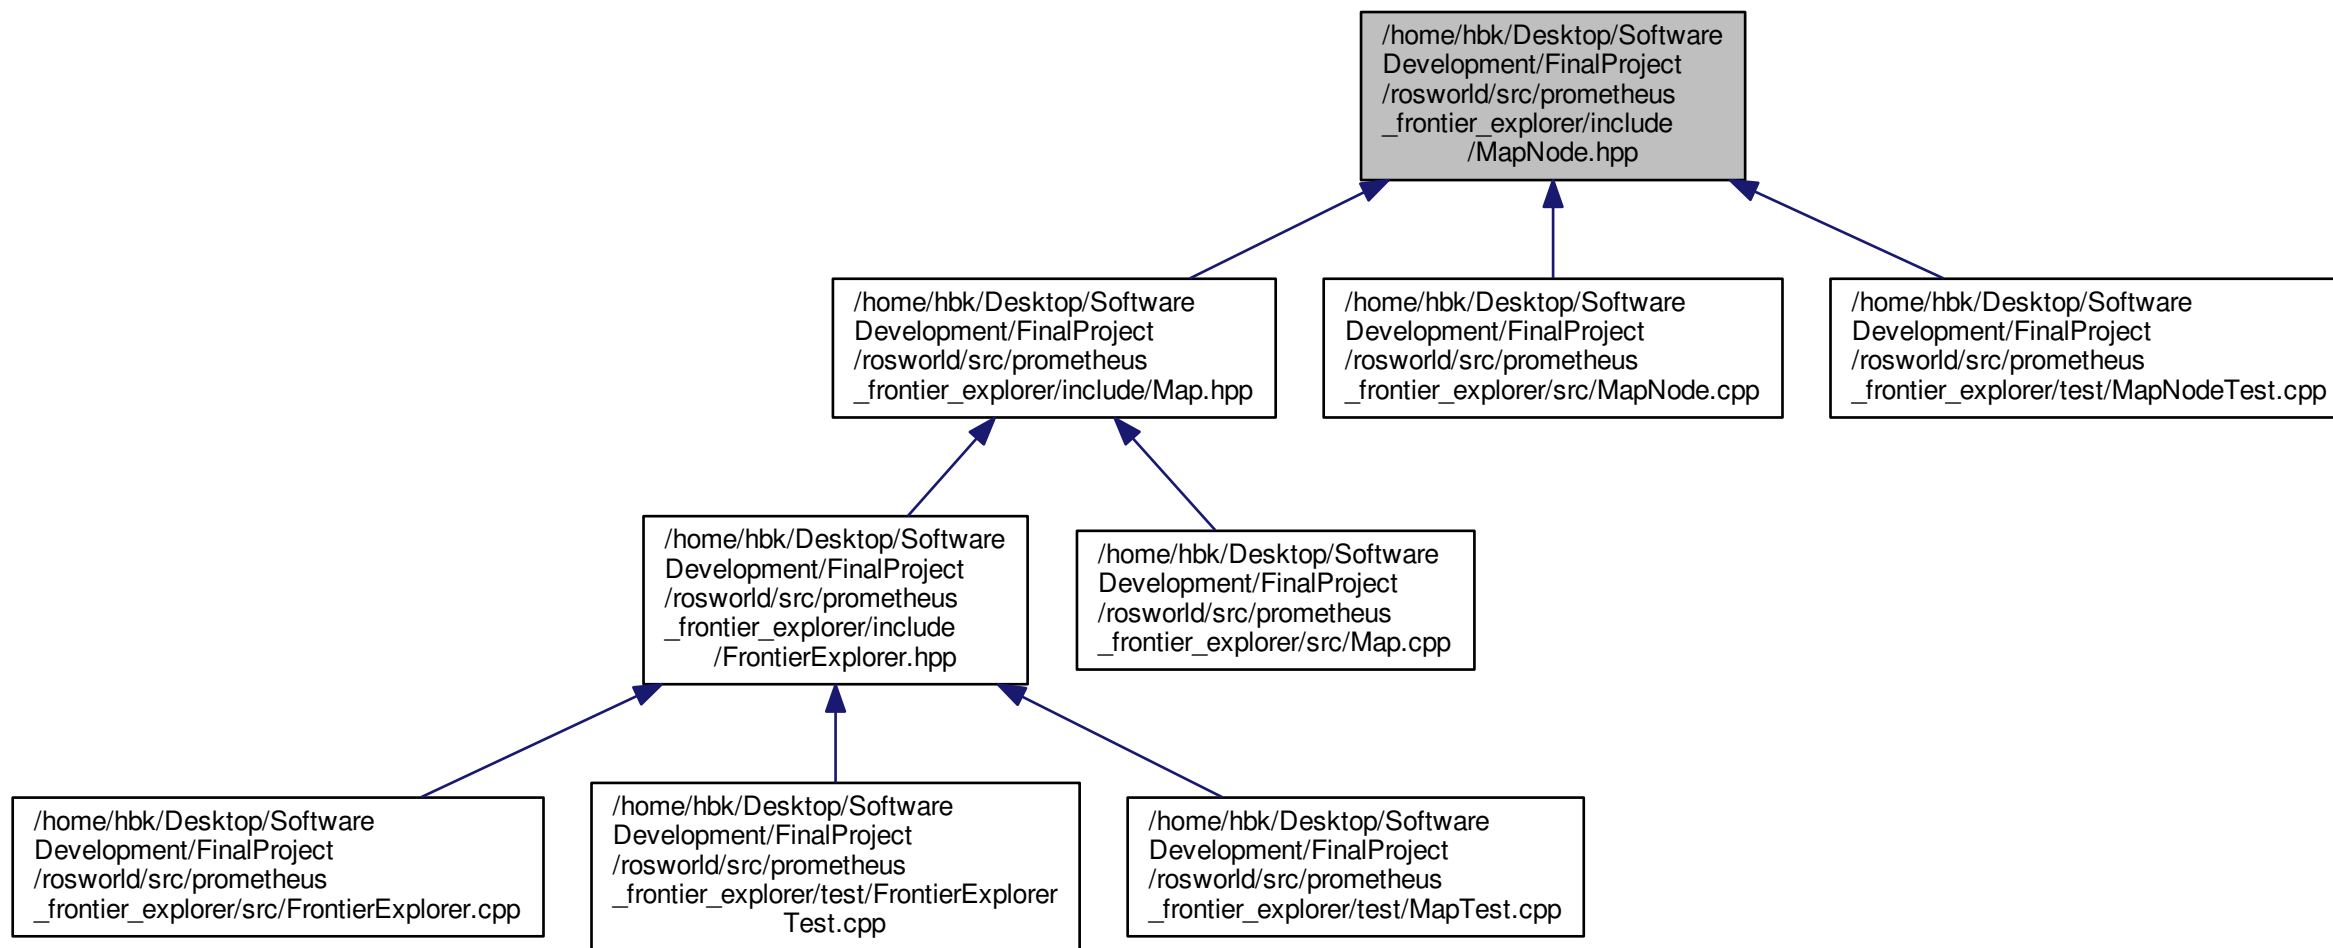 /home/hbk/Desktop/Software
Development/FinalProject
/rosworld/src/prometheus
_frontier_explorer/include
/MapNode.hpp
/home/hbk/Desktop/Software
Development/FinalProject
/rosworld/src/prometheus
_frontier_explorer/include/Map.hpp
/home/hbk/Desktop/Software
Development/FinalProject
/rosworld/src/prometheus
_frontier_explorer/src/MapNode.cpp
/home/hbk/Desktop/Software
Development/FinalProject
/rosworld/src/prometheus
_frontier_explorer/test/MapNodeTest.cpp
/home/hbk/Desktop/Software
Development/FinalProject
/rosworld/src/prometheus
_frontier_explorer/include
/FrontierExplorer.hpp
/home/hbk/Desktop/Software
Development/FinalProject
/rosworld/src/prometheus
_frontier_explorer/src/Map.cpp
/home/hbk/Desktop/Software
Development/FinalProject
/rosworld/src/prometheus
_frontier_explorer/src/FrontierExplorer.cpp
/home/hbk/Desktop/Software
Development/FinalProject
/rosworld/src/prometheus
_frontier_explorer/test/FrontierExplorer
Test.cpp
/home/hbk/Desktop/Software
Development/FinalProject
/rosworld/src/prometheus
_frontier_explorer/test/MapTest.cpp